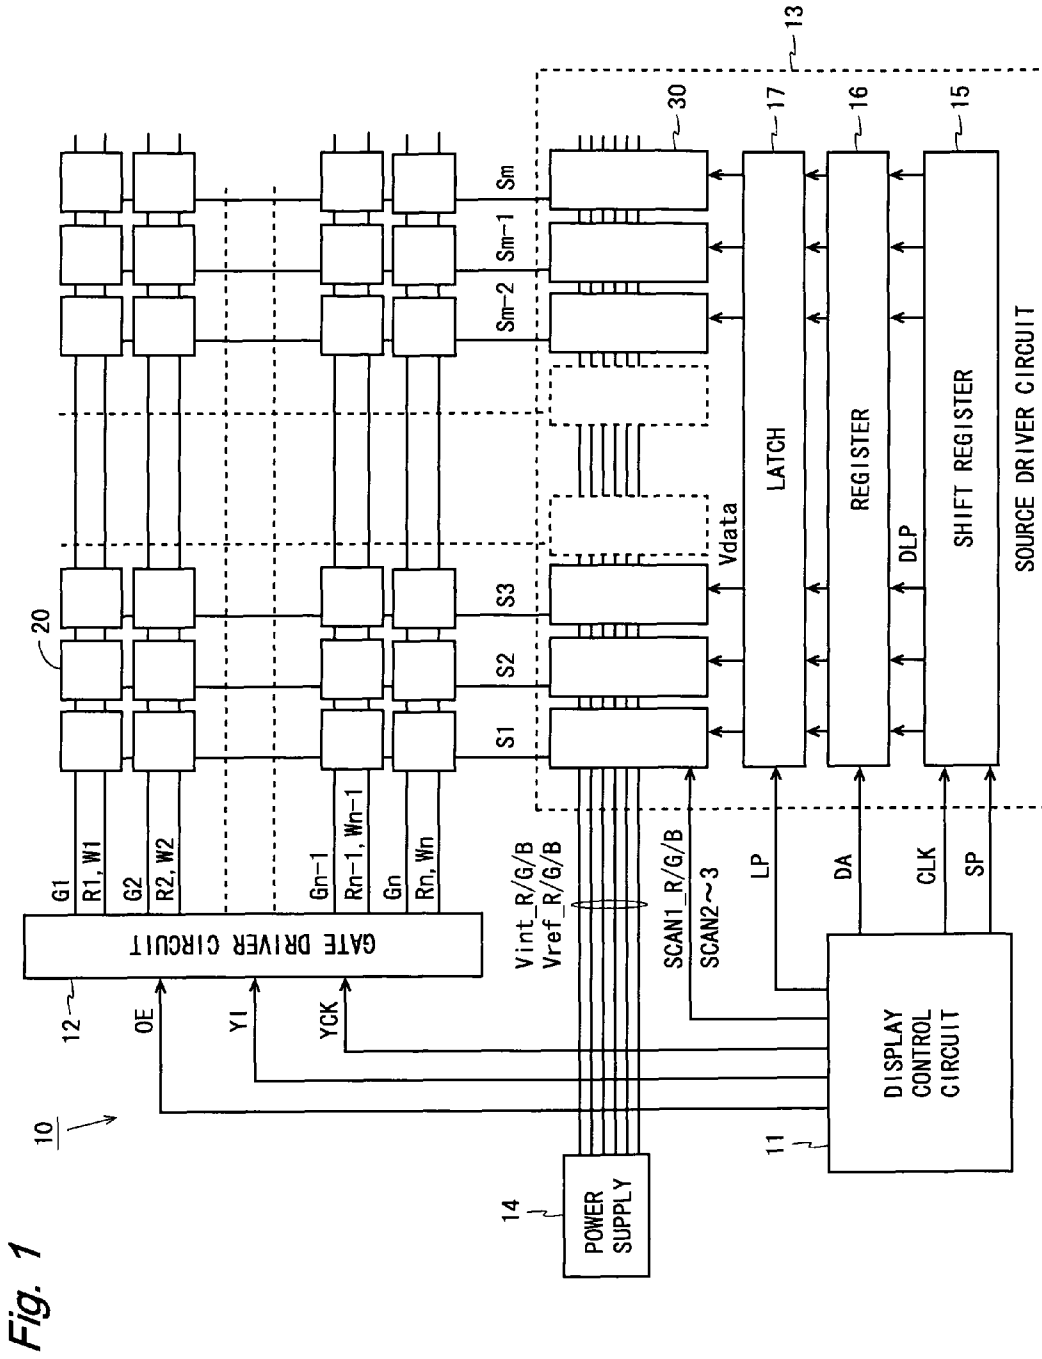 Fig. 1
10
12
GATE DRIVER CIRCUIT
OE
YI
YCK
G1
R1, W1
G2
R2, W2
Gn-1
Rn-1, Wn-1
Gn
Rn, Wn
20
S1
S2
S3
Sm-2
Sm-1
Sm
14
POWER
SUPPLY
Vint_R/G/B
Vref_R/G/B
SCAN1_R/G/B
SCAN2～3
LP
DA
CLK
SP
11
DISPLAY
CONTROL
CIRCUIT
13
30
Vdata
LATCH
17
REGISTER
16
DLP
SHIFT REGISTER
15
SOURCE DRIVER CIRCUIT